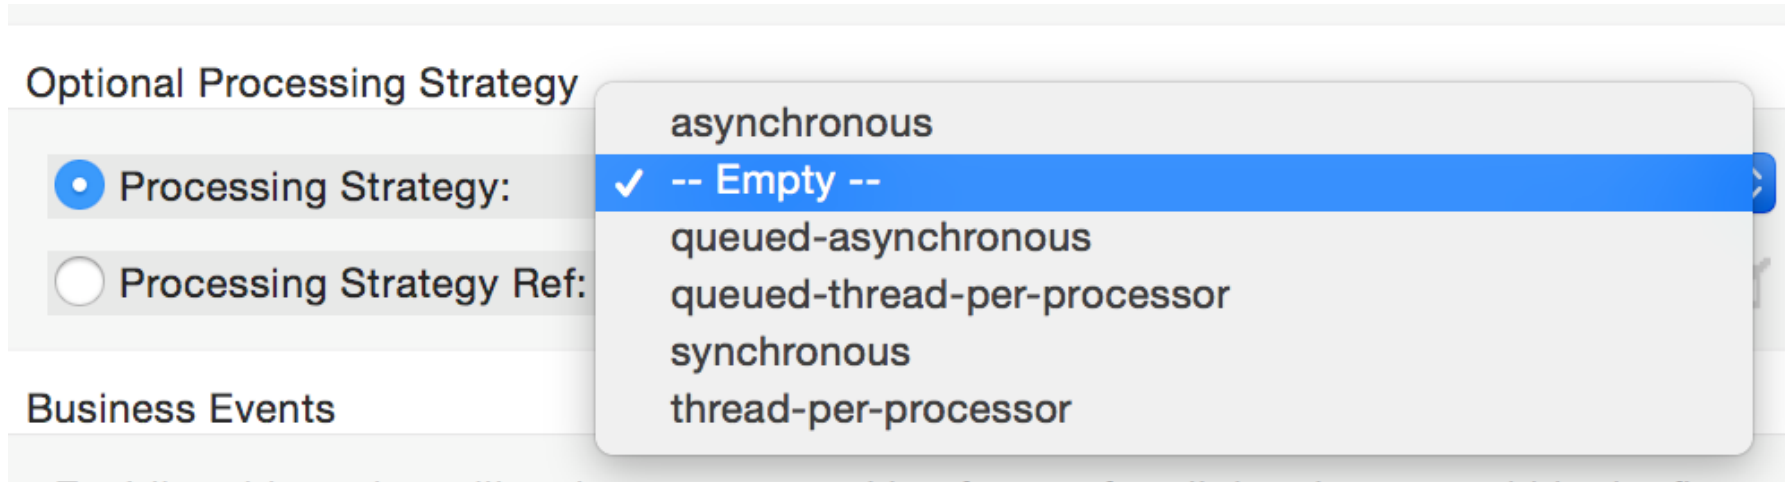 Optional Processing Strategy
asynchronous
Processing Strategy:
-- Empty --
queued-asynchronous
Processing Strategy Ref:
queued-thread-per-processor
synchronous
Business Events
thread-per-processor